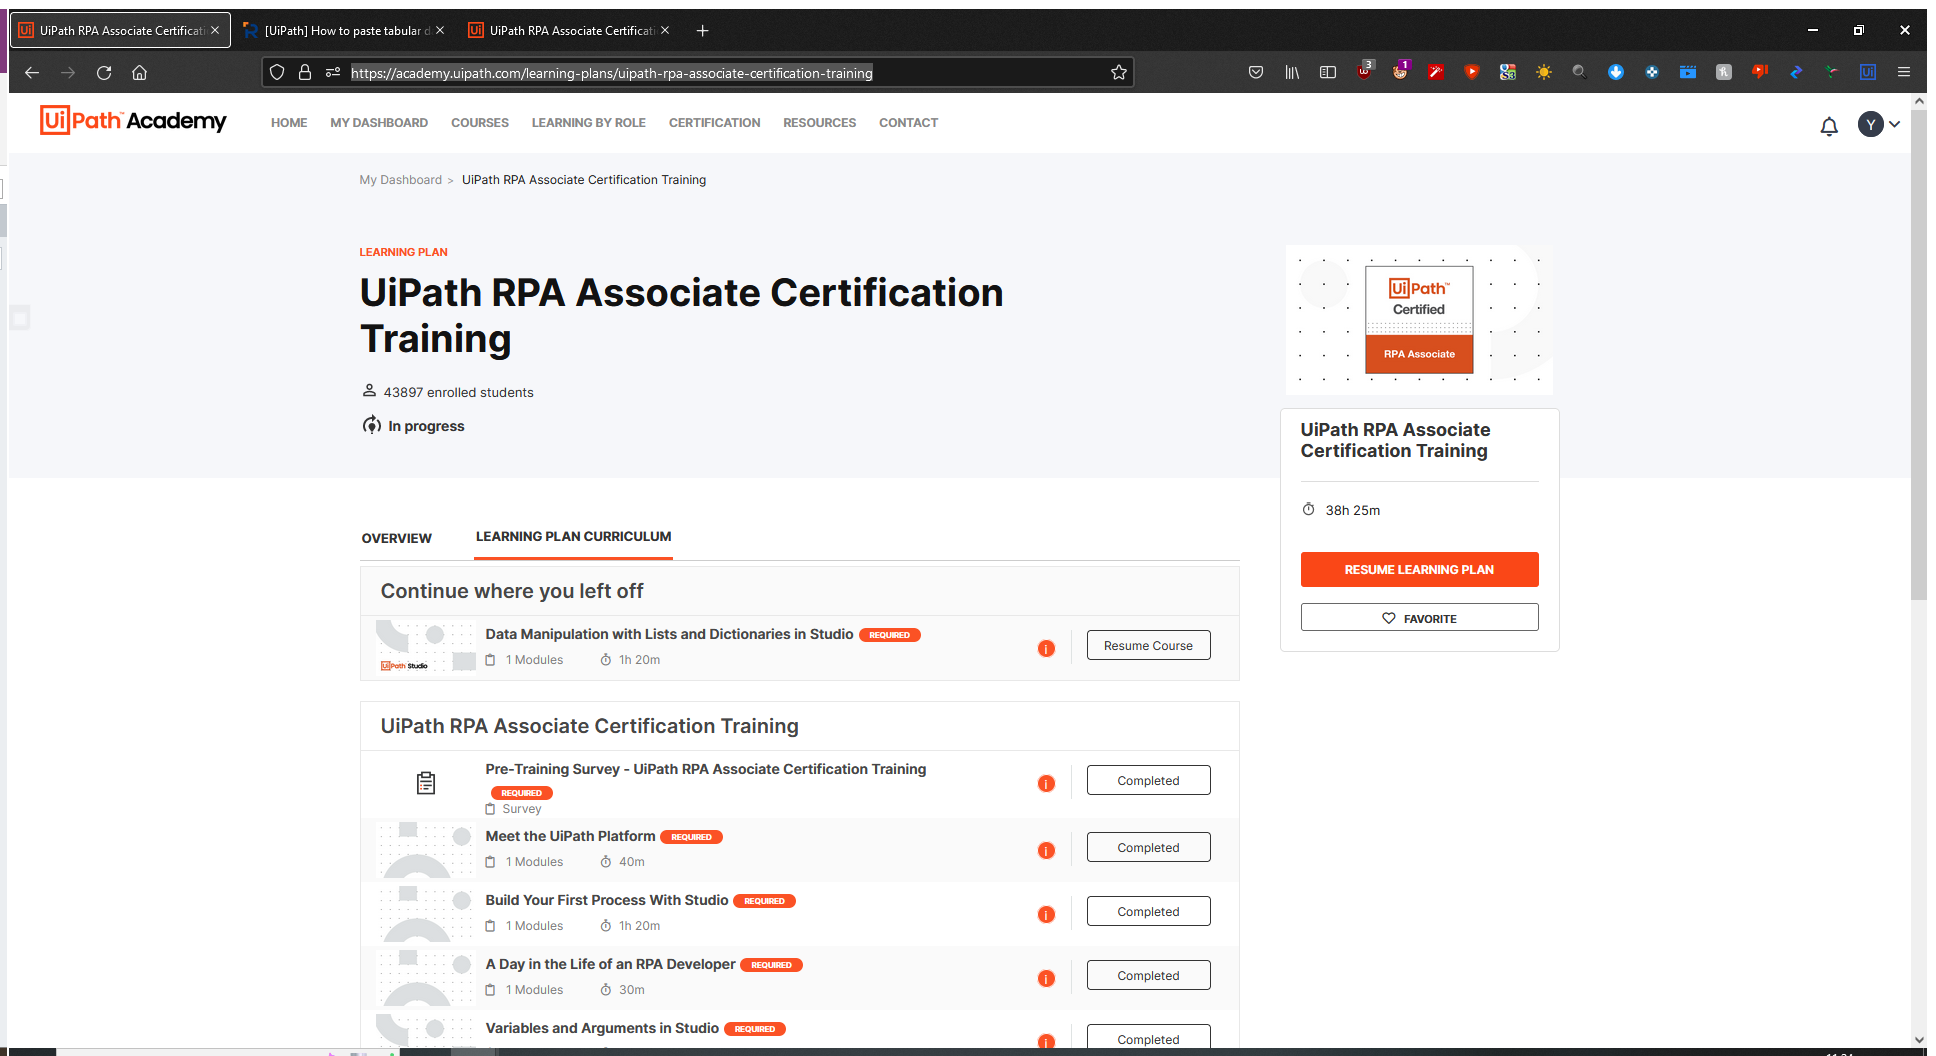 UiPath RPA Associate Certificati
[UiPath] How to paste tabular d
UiPath RPA Associate Certificati
https://academy.uipath.com/learning-plans/uipath-rpa-associate-certification-training
3
1
UiPath Academy
HOME
MY DASHBOARD
COURSES
LEARNING BY ROLE
CERTIFICATION
RESOURCES
CONTACT
Y
My Dashboard > UiPath RPA Associate Certification Training
LEARNING PLAN
UiPath RPA Associate Certification
Training
43897 enrolled students
In progress
UiPath
Certified
RPA Associate
UiPath RPA Associate
Certification Training
38h 25m
RESUME LEARNING PLAN
FAVORITE
OVERVIEW
LEARNING PLAN CURRICULUM
Continue where you left off
UiPath Studio
Data Manipulation with Lists and Dictionaries in Studio REQUIRED
1 Modules 1h 20m
Resume Course
UiPath RPA Associate Certification Training
Pre-Training Survey - UiPath RPA Associate Certification Training
REQUIRED
Survey
Completed
Meet the UiPath Platform REQUIRED
1 Modules 40m
Completed
Build Your First Process With Studio REQUIRED
1 Modules 1h 20m
Completed
A Day in the Life of an RPA Developer REQUIRED
1 Modules 30m
Completed
Variables and Arguments in Studio REQUIRED
Completed